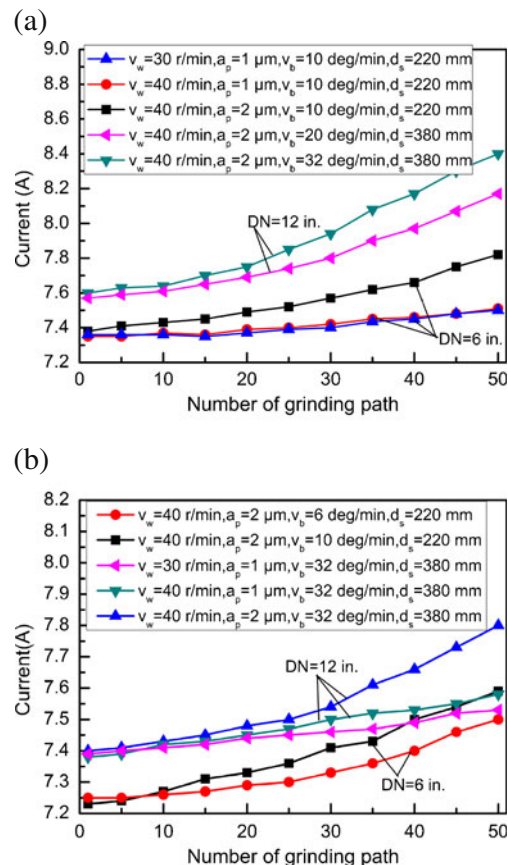 (a)
9.0
8.8
8.6
8.4
8.2
8.0
7.8
7.6
7.4
7.2
Current (A)
v_w=30 r/min,a_p=1 µm,v_b=10 deg/min,d_s=220 mm
v_w=40 r/min,a_p=1 µm,v_b=10 deg/min,d_s=220 mm
v_w=40 r/min,a_p=2 µm,v_b=10 deg/min,d_s=220 mm
v_w=40 r/min,a_p=2 µm,v_b=20 deg/min,d_s=380 mm
v_w=40 r/min,a_p=2 µm,v_b=32 deg/min,d_s=380 mm
DN=12 in.
DN=6 in.
0 10 20 30 40 50
Number of grinding path
(b)
8.2
8.1
8.0
7.9
7.8
7.7
7.6
7.5
7.4
7.3
7.2
Current(A)
v_w=40 r/min,a_p=2 µm,v_b=6 deg/min,d_s=220 mm
v_w=40 r/min,a_p=2 µm,v_b=10 deg/min,d_s=220 mm
v_w=30 r/min,a_p=1 µm,v_b=32 deg/min,d_s=380 mm
v_w=40 r/min,a_p=1 µm,v_b=32 deg/min,d_s=380 mm
v_w=40 r/min,a_p=2 µm,v_b=32 deg/min,d_s=380 mm
DN=12 in.
DN=6 in.
0 10 20 30 40 50
Number of grinding path